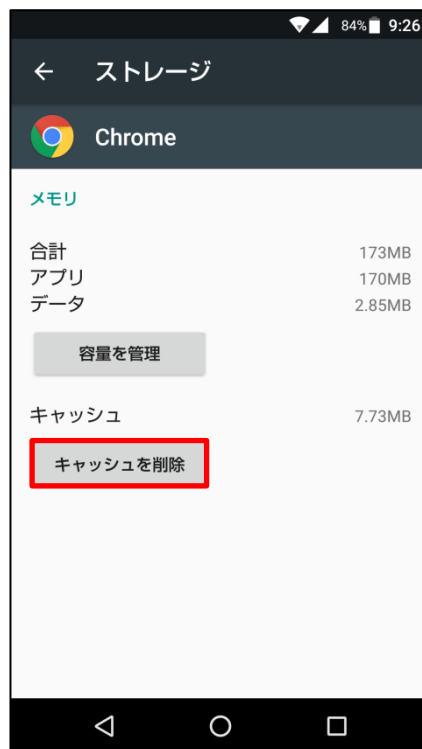 84% 9:26
ストレージ
Chrome
メモリ
合計 173MB
アプリ 170MB
データ 2.85MB
容量を管理
キャッシュ 7.73MB
キャッシュを削除